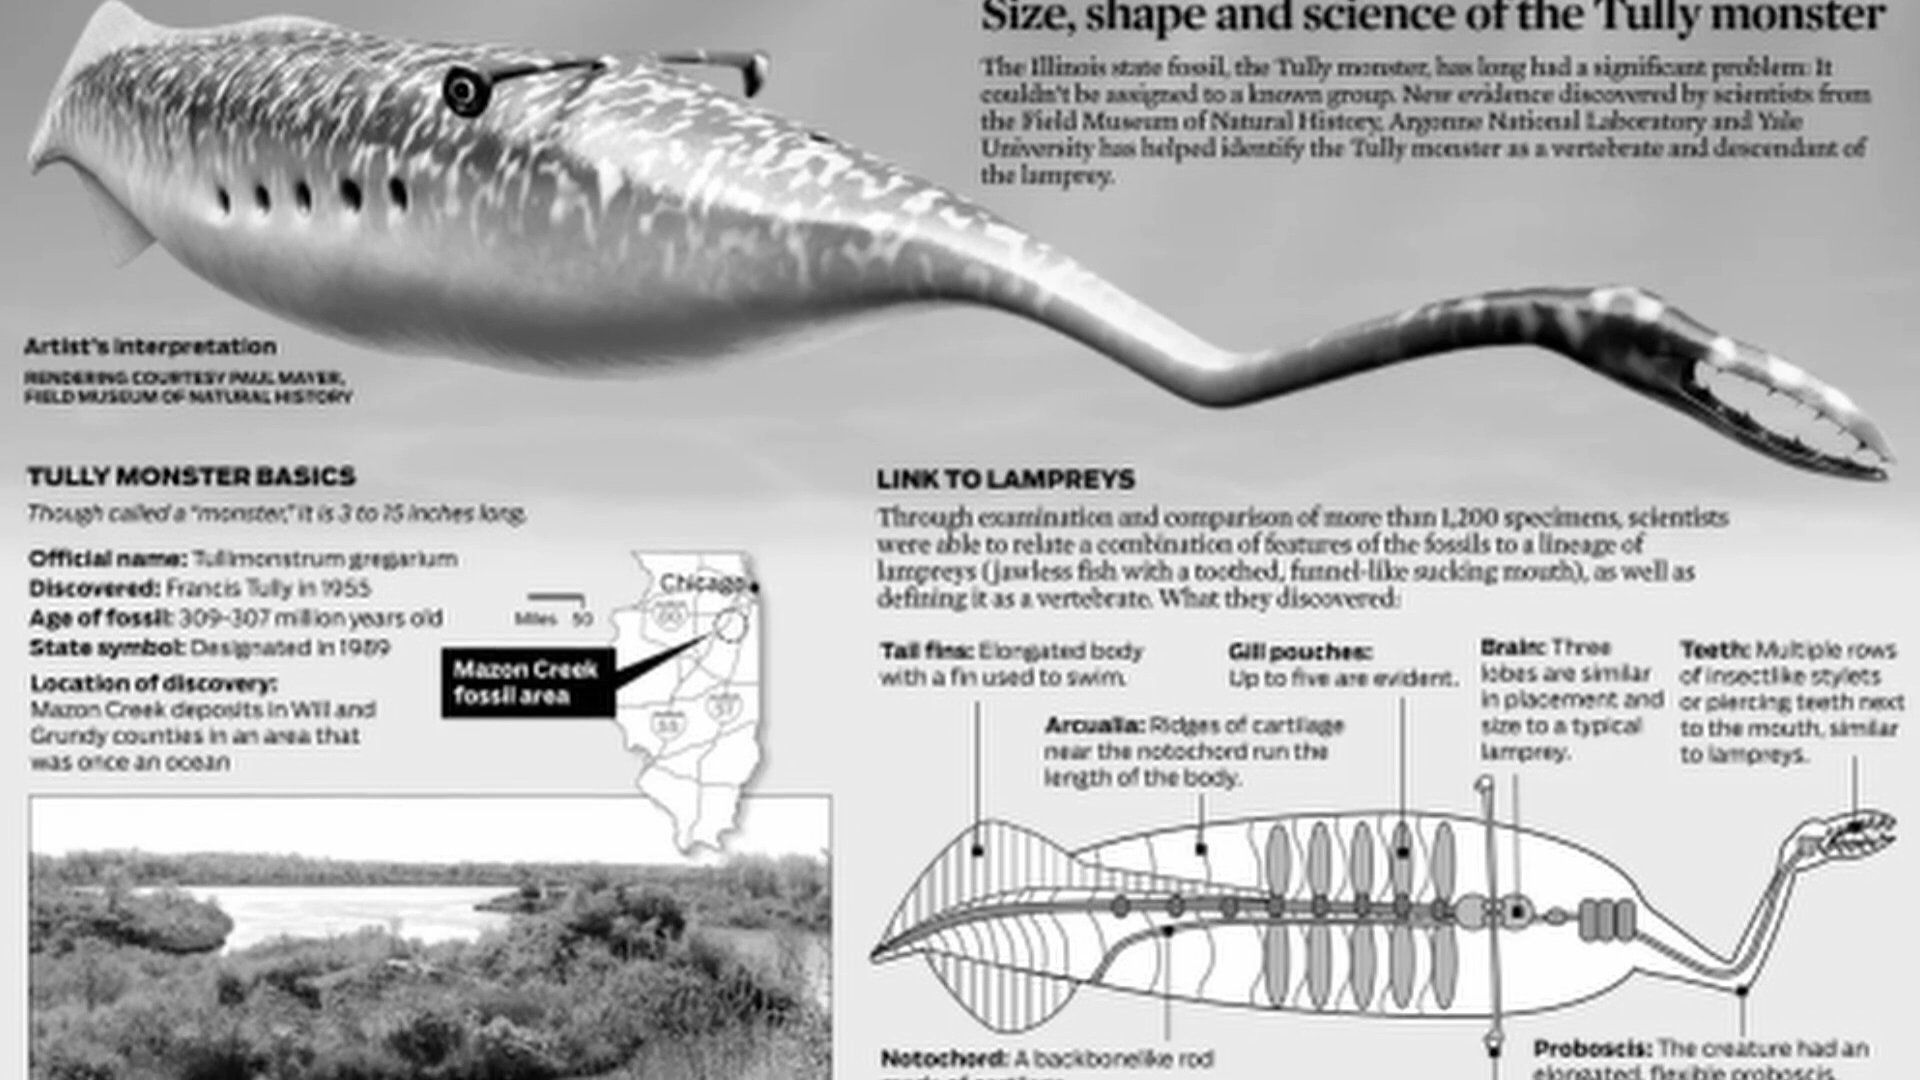 Size, shape and science of the Tully monster
The Illinois state fossil, the Tully monster, has long had a significant problem: It
couldn't be assigned to a known group. New evidence discovered by scientists from
the Field Museum of Natural History, Argonne National Laboratory and Yale
University has helped identify the Tully monster as a vertebrate and descendant of
the lamprey.
Artist's interpretation
RENDERING COURTESY PAUL MAYER,
FIELD MUSEUM OF NATURAL HISTORY
TULLY MONSTER BASICS
Though called a "monster," it is 3 to 15 inches long.
Official name: Tullimonstrum gregarium
Discovered: Francis Tully in 1955
Age of fossil: 309-307 million years old
State symbol: Designated in 1989
Location of discovery:
Mazon Creek deposits in Will and
Grundy counties in an area that
was once an ocean
Chicago
Miles 50
Mazon Creek
fossil area
55
57
LINK TO LAMPREYS
Through examination and comparison of more than 1,200 specimens, scientists
were able to relate a combination of features of the fossils to a lineage of
lampreys (jawless fish with a toothed, funnel-like sucking mouth), as well as
defining it as a vertebrate. What they discovered:
Tail fins: Elongated body
with a fin used to swim.
Arcualia: Ridges of cartilage
near the notochord run the
length of the body.
Gill pouches:
Up to five are evident.
Brain: Three
lobes are similar
in placement and
size to a typical
lamprey.
Teeth: Multiple rows
of insectlike stylets
or piercing teeth next
to the mouth, similar
to lampreys.
Notochord: A backbonelike rod
made of cartilage
Proboscis: The creature had an
elongated, flexible proboscis